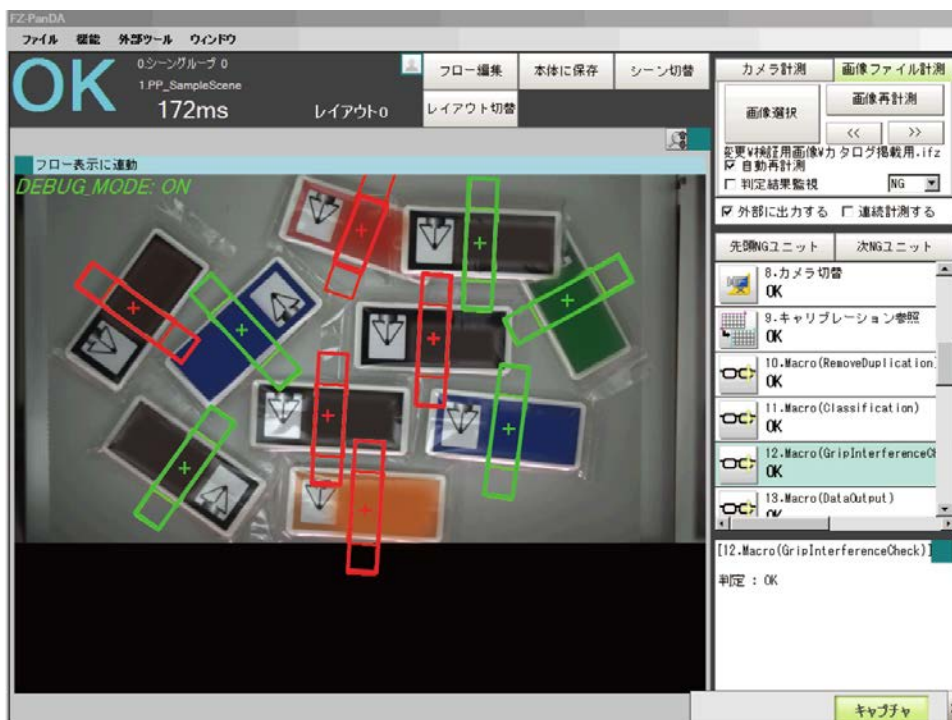 FZ-PanDA
ファイル 機能 外部ツール ウィンドウ
OK
0.シーングループ 0
1.PP_SampleScene
172ms
レイアウト0
フロー編集 本体に保存 シーン切替
レイアウト切替
フロー表示に連動
DEBUG_MODE: ON
カメラ計測 画像ファイル計測
画像選択
画像再計測
<< >>
変更¥検証用画像¥カタログ掲載用.ifz
自動再計測
判定結果監視 NG
外部に出力する 連続計測する
先頭NGユニット 次NGユニット
8.カメラ切替
OK
9.キャリブレーション参照
OK
10.Macro(RemoveDuplication)
OK
11.Macro(Classification)
OK
12.Macro(GripInterferenceCh
OK
13.Macro(DataOutput)
OK
[12.Macro(GripInterferenceCheck)]
判定 : OK
キャプチャ